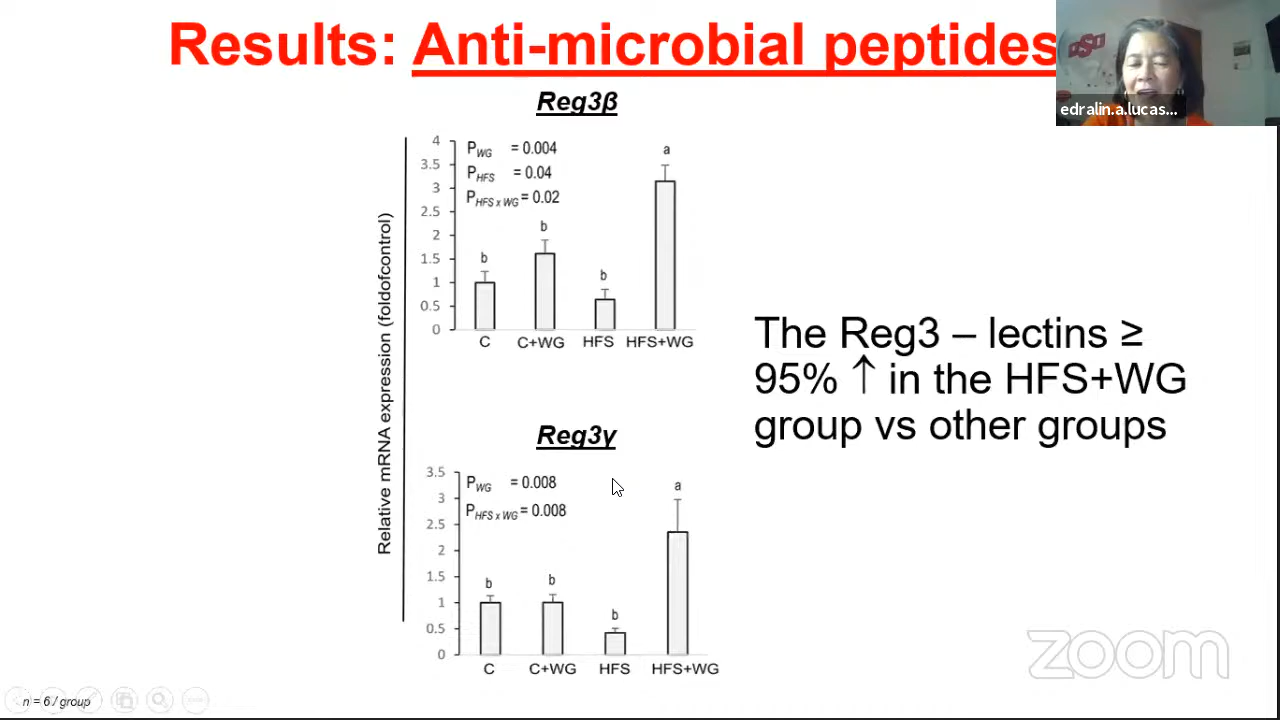 Results: Anti-microbial peptides
edralin.a.lucas...
Reg3β
Relative mRNA expression (foldofcontrol)
4
3.5
3
2.5
2
1.5
1
0.5
0
P_WG = 0.004
P_HFS = 0.04
P_HFS x WG = 0.02
b
b
b
a
C C+WG HFS HFS+WG
The Reg3 – lectins ≥
95% ↑ in the HFS+WG
group vs other groups
Reg3γ
3.5
3
2.5
2
1.5
1
0.5
0
P_WG = 0.008
P_HFS x WG = 0.008
b
b
b
a
C C+WG HFS HFS+WG
zoom
n = 6 / group